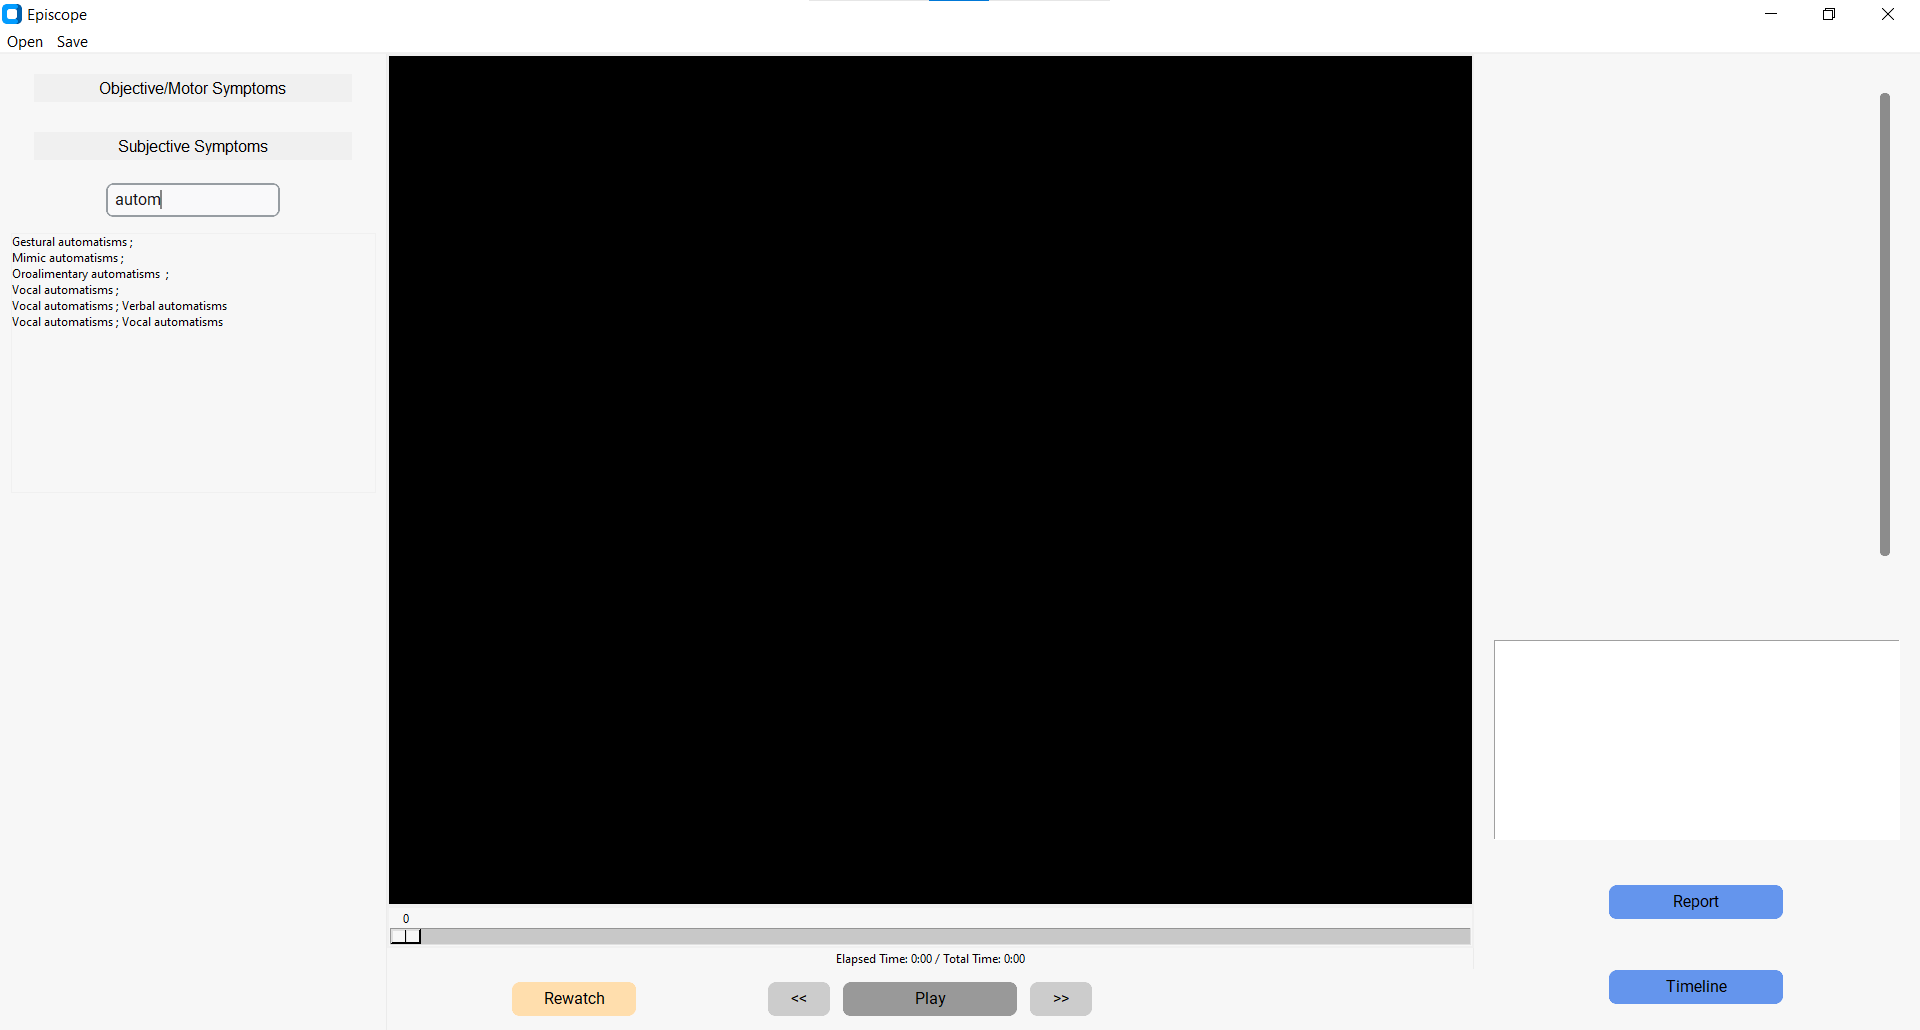 Episcope
Open Save
Objective/Motor Symptoms
Subjective Symptoms
autom
Gestural automatisms ;
Mimic automatisms ;
Oroalimentary automatisms  ;
Vocal automatisms ;
Vocal automatisms ; Verbal automatisms
Vocal automatisms ; Vocal automatisms
0
Elapsed Time: 0:00 / Total Time: 0:00
Rewatch << Play >>
Report
Timeline